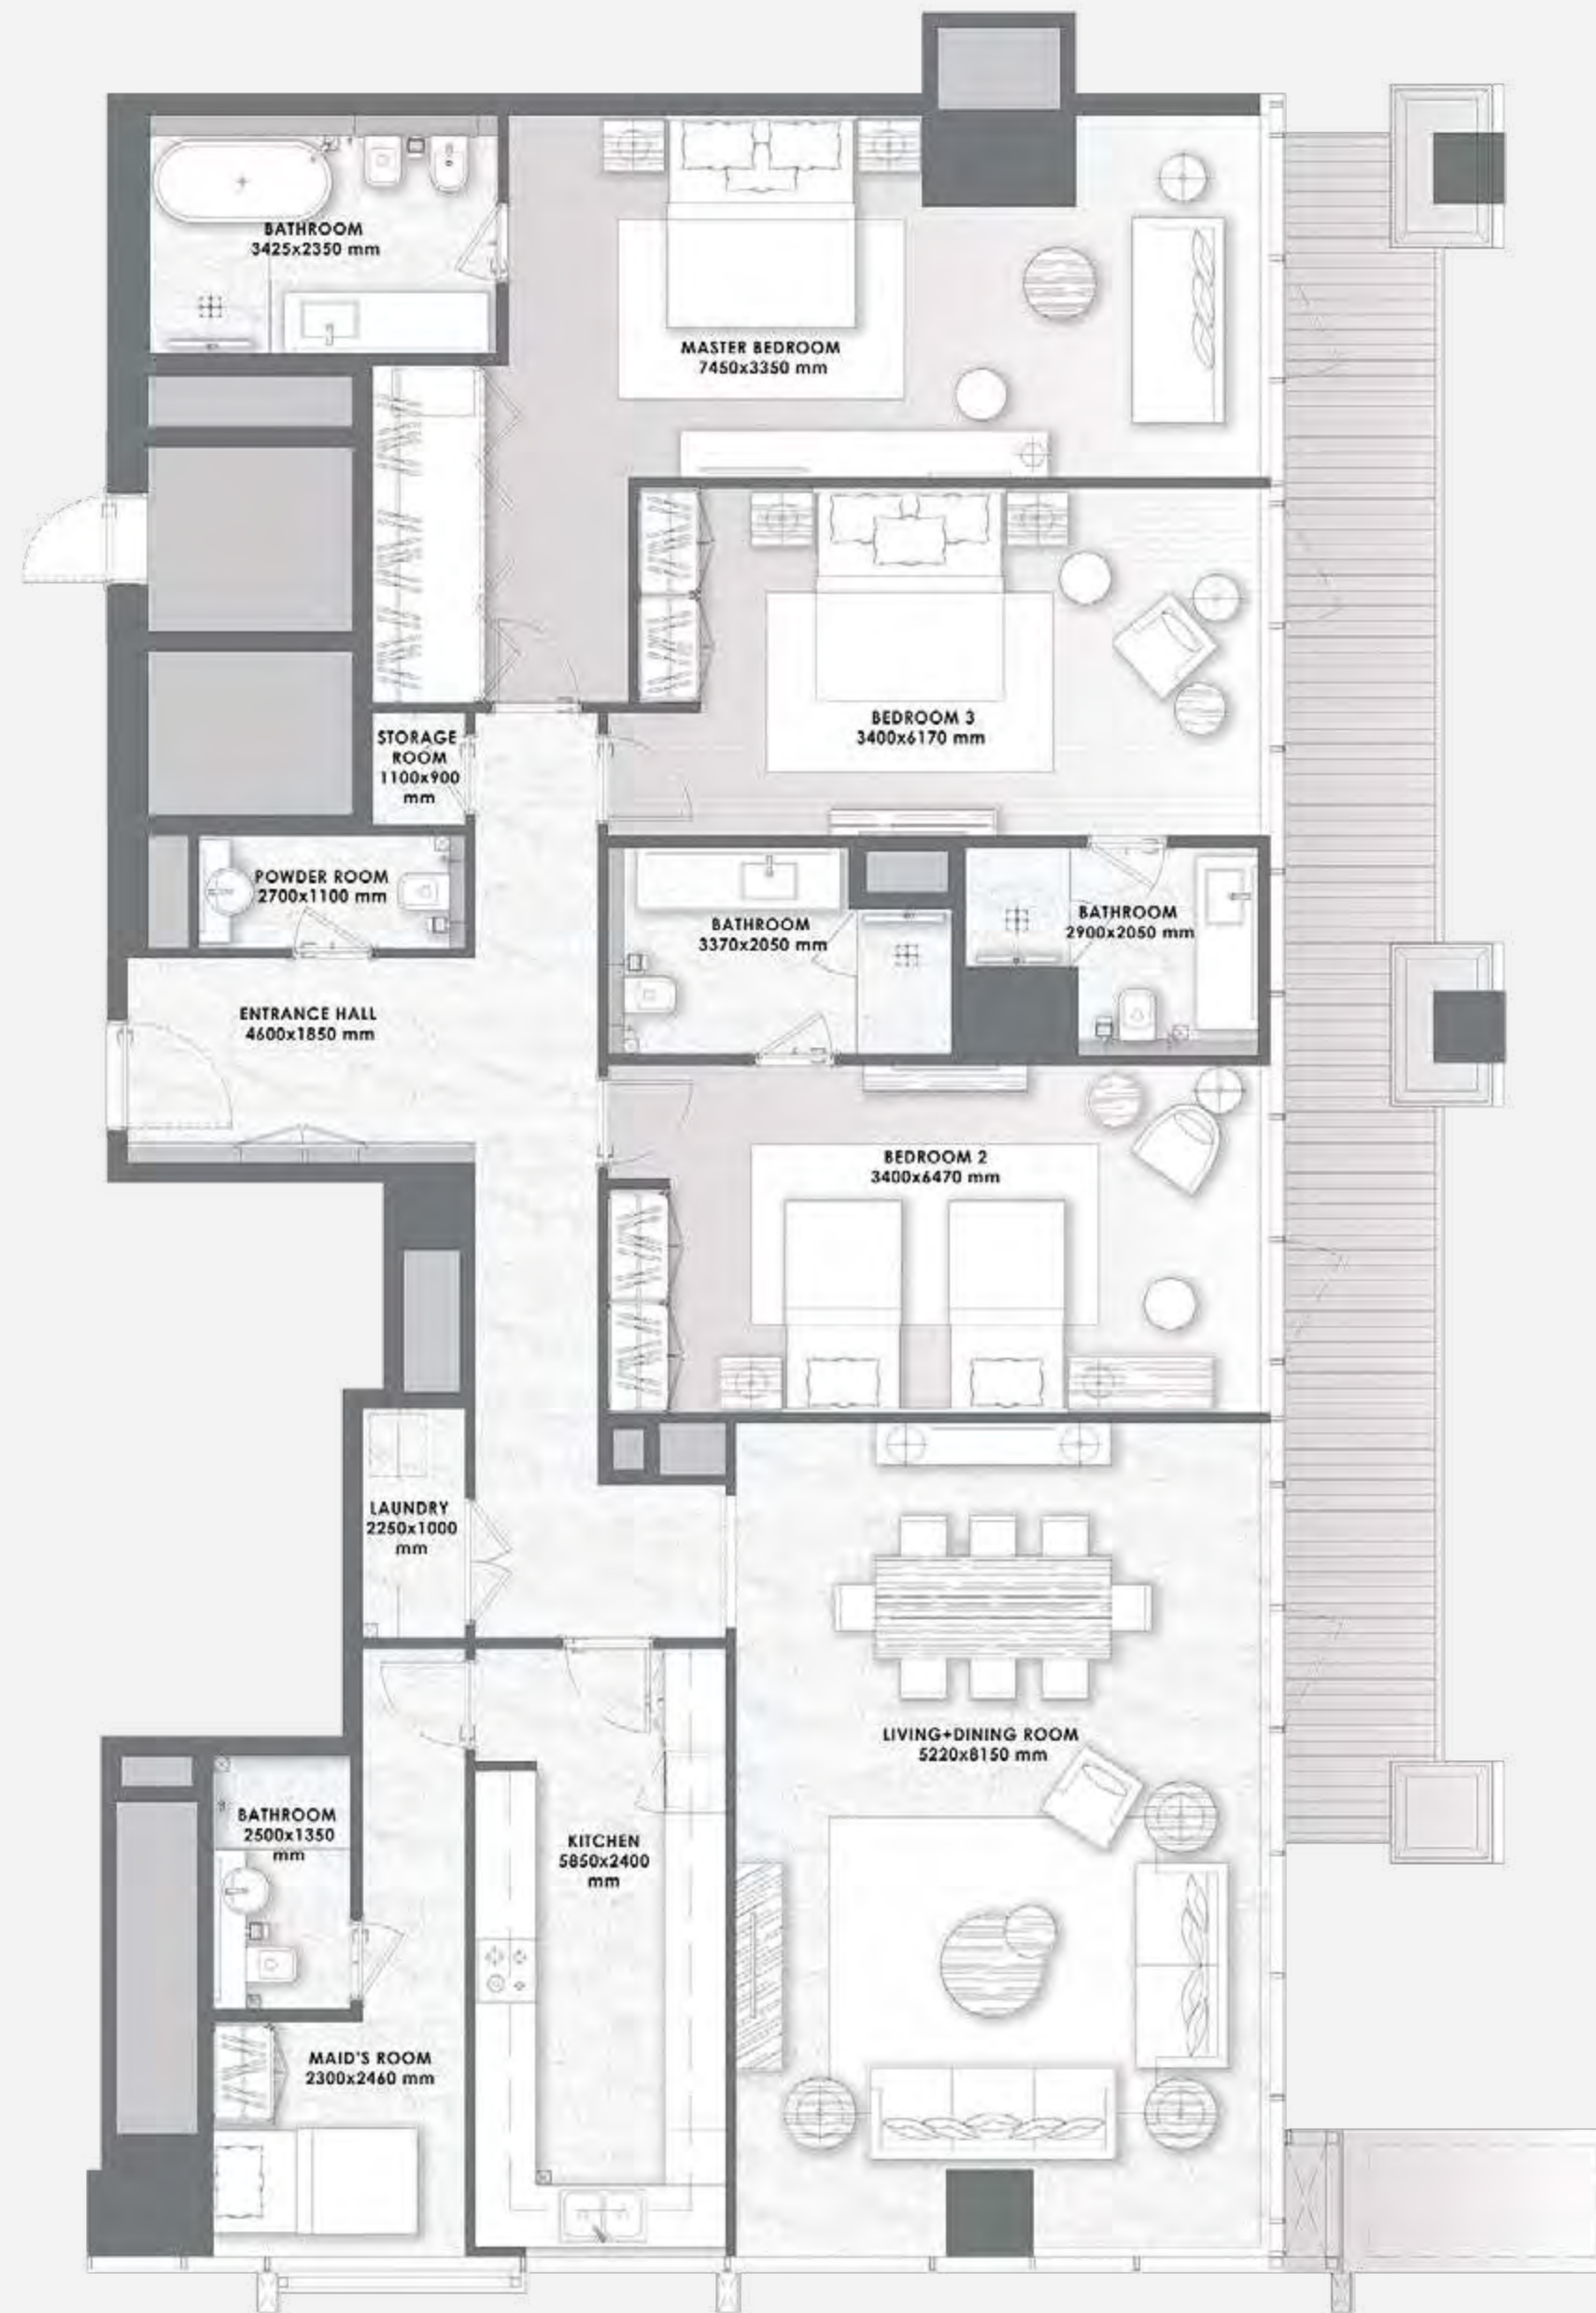 BATHROOM
3425x2350 mm
MASTER BEDROOM
7450x3350 mm
STORAGE
ROOM
1100x900
mm
BEDROOM 3
3400x6170 mm
POWDER ROOM
2700x1100 mm
BATHROOM
3370x2050 mm
BATHROOM
2900x2050 mm
ENTRANCE HALL
4600x1850 mm
BEDROOM 2
3400x6470 mm
LAUNDRY
2250x1000
mm
LIVING+DINING ROOM
5220x8150 mm
BATHROOM
2500x1350
mm
KITCHEN
5850x2400
mm
MAID'S ROOM
2300x2460 mm